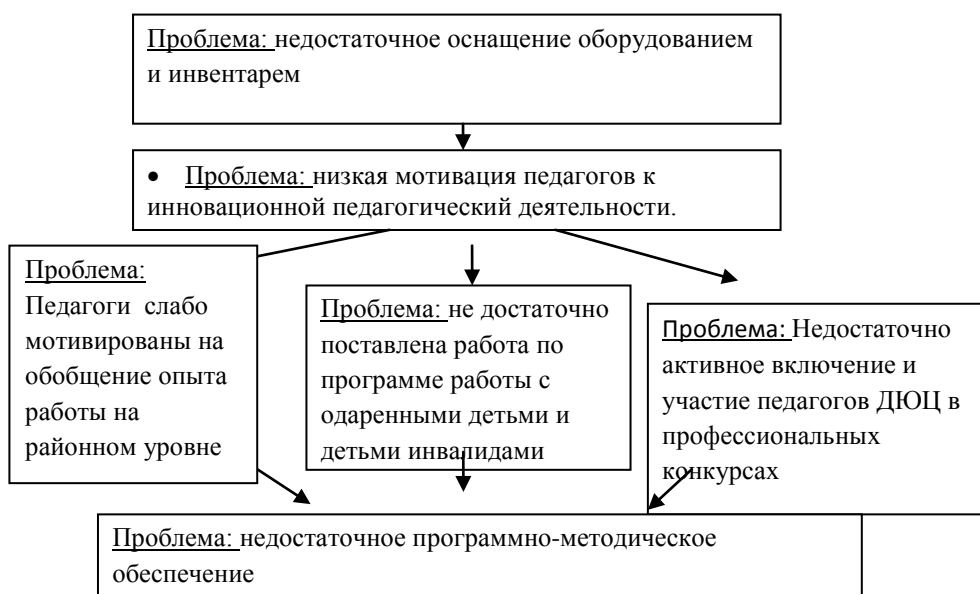 Проблема: недостаточное оснащение оборудованием
и инвентарем
• Проблема: низкая мотивация педагогов к
инновационной педагогический деятельности.
Проблема:
Педагоги слабо
мотивированы на
обобщение опыта
работы на
районном уровне
Проблема: не достаточно
поставлена работа по
программе работы с
одаренными детьми и
детьми инвалидами
Проблема: Недостаточно
активное включение и
участие педагогов ДЮЦ в
профессиональных
конкурсах
Проблема: недостаточное программно-методическое
обеспечение